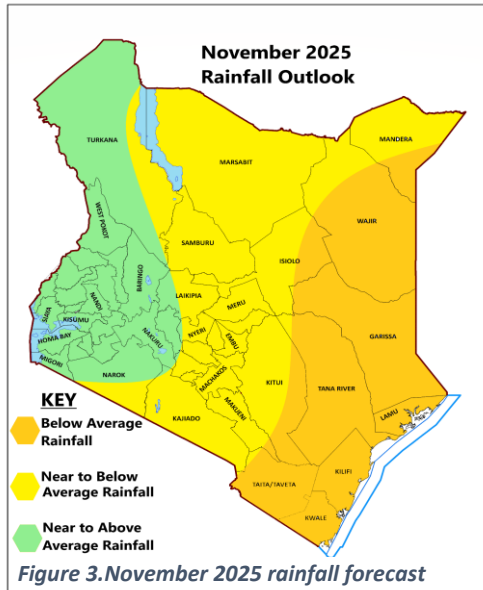 November 2025
Rainfall Outlook
TURKANA
MANDERA
MARSABIT
WEST POKOT
WAJIR
SAMBURU
ISIOLO
BARINGO
LAIKIPIA
MERU
SIAYA
NANDI
KISUMU
GARISSA
HOMA BAY
NAKURU
NYERI
EMBU
MIGORI
NAROK
MACHAKOS
KITUI
TANA RIVER
MAKUENI
KAJIADO
LAMU
KILIFI
TAITA/TAVETA
KWALE
KEY
Below Average
Rainfall
Near to Below
Average Rainfall
Near to Above
Average Rainfall
Figure 3.November 2025 rainfall forecast